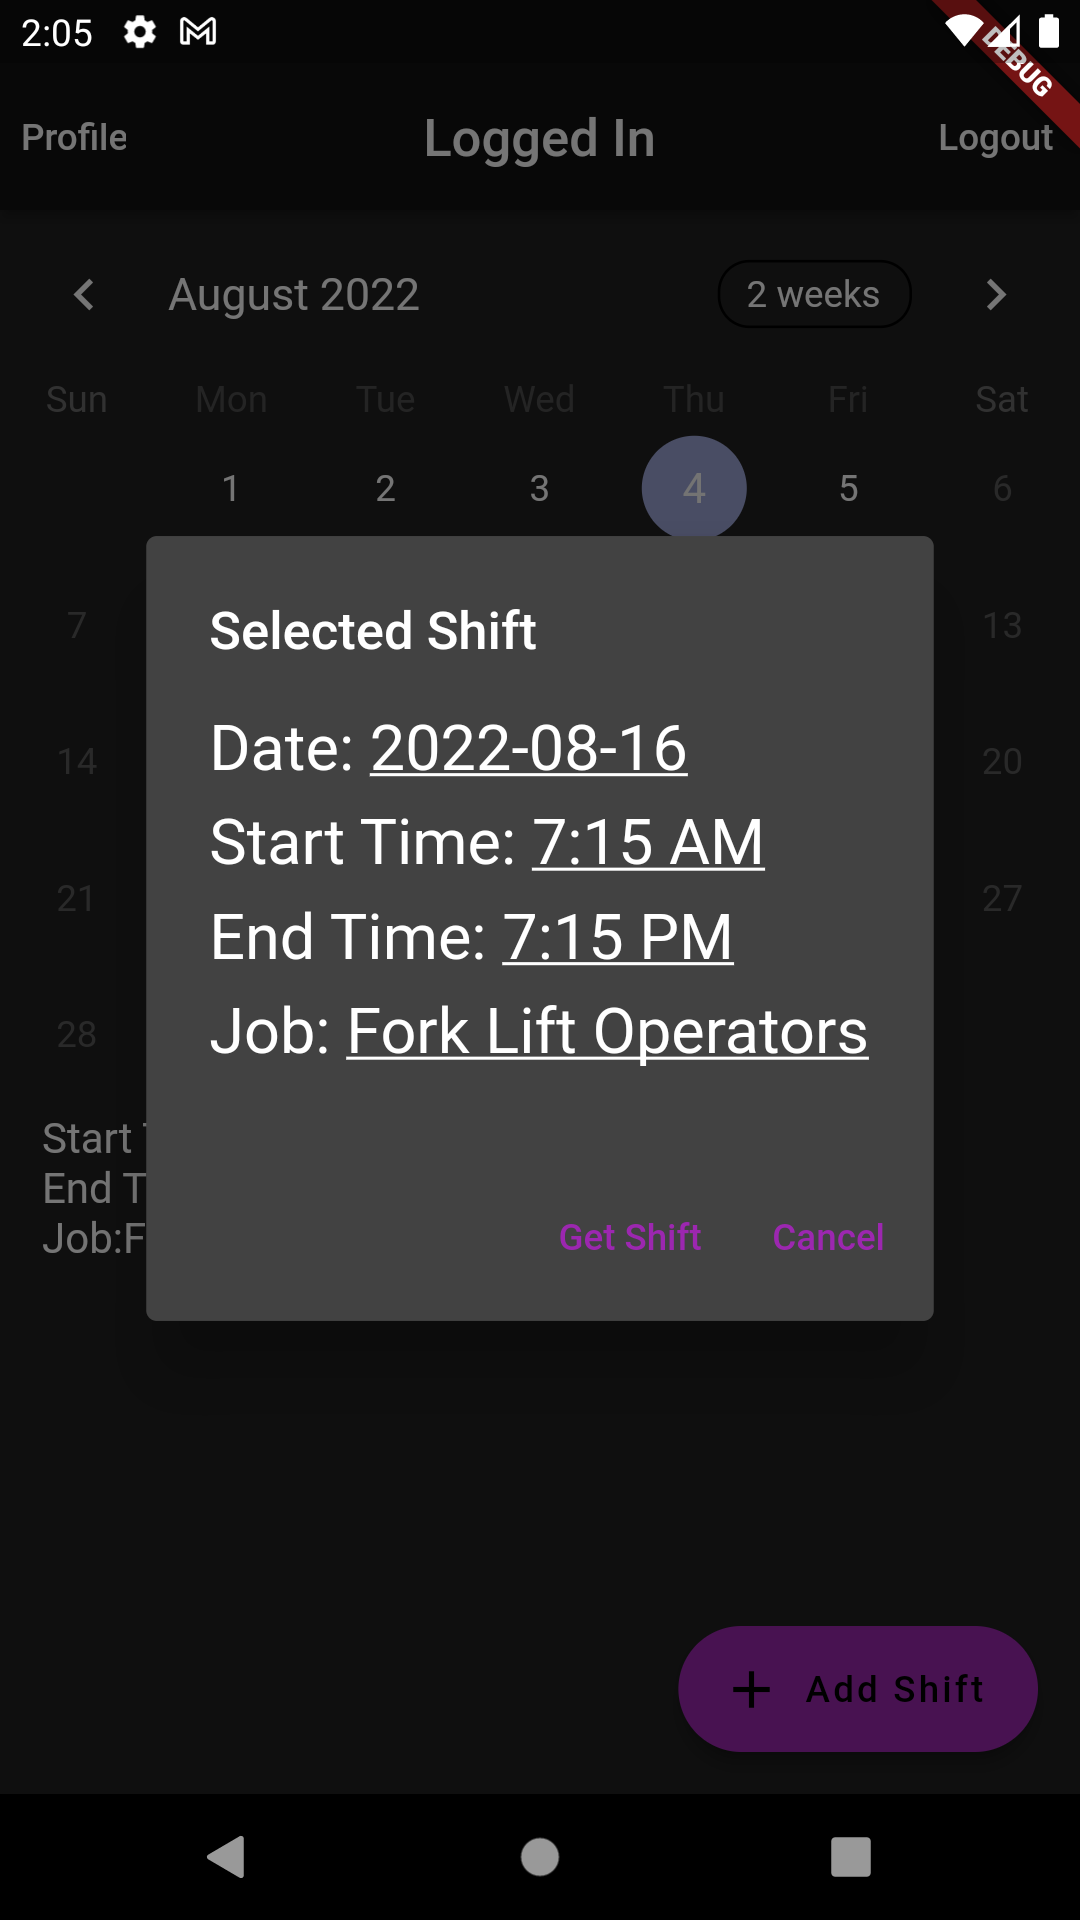 2:05
DEBUG
Profile Logged In Logout
August 2022 2 weeks
Sun Mon Tue Wed Thu Fri Sat
1 2 3 4 5 6
7 13
14 20
21 27
28
Selected Shift
Date: 2022-08-16
Start Time: 7:15 AM
End Time: 7:15 PM
Job: Fork Lift Operators
Start
End T
Job:F
Get Shift Cancel
Add Shift